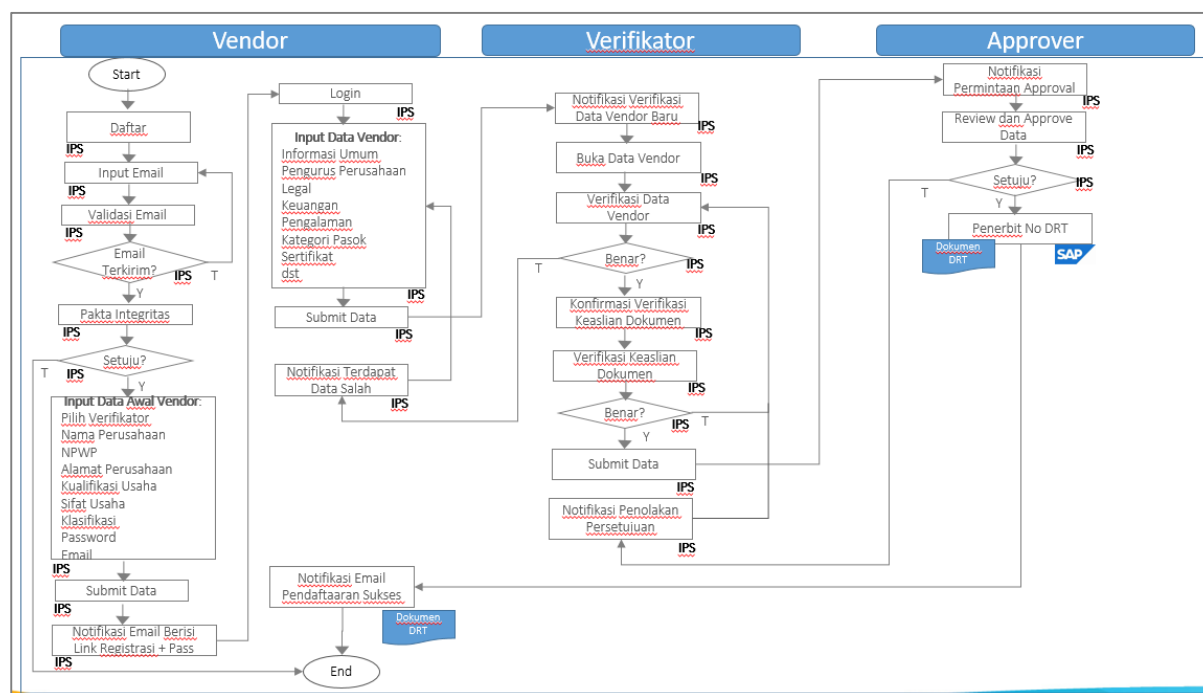 Vendor
Verifikator
Approver
Start
Daftar
IPS
Input Email
IPS
Validasi Email
IPS
Email
Terkirim?
IPS
T
Y
Pakta Integritas
IPS
Setuju?
T
IPS
Y
Input Data Awal Vendor:
Pilih Verifikator
Nama Perusahaan
NPWP
Alamat Perusahaan
Kualifikasi Usaha
Sifat Usaha
Klasifikasi
Password
Email
IPS
Submit Data
IPS
Notifikasi Email Berisi
Link Registrasi + Pass
IPS
Login
IPS
Input Data Vendor:
Informasi Umum
Pengurus Perusahaan
Legal
Keuangan
Pengalaman
Kategori Pasok
Sertifikat
dst
IPS
Submit Data
IPS
Notifikasi Terdapat
Data Salah
IPS
Notifikasi Email
Pendaftaaran Sukses
Dokumen
DRT
End
Notifikasi Verifikasi
Data Vendor Baru
IPS
Buka Data Vendor
IPS
Verifikasi Data
Vendor
IPS
Benar?
T
IPS
Y
Konfirmasi Verifikasi
Keaslian Dokumen
IPS
Verifikasi Keaslian
Dokumen
IPS
Benar?
IPS
T
Y
Submit Data
IPS
Notifikasi Penolakan
Persetujuan
IPS
Notifikasi
Permintaan Approval
IPS
Review dan Approve
Data
IPS
Setuju?
IPS
T
Y
Penerbit No DRT
Dokumen
DRT
SAP